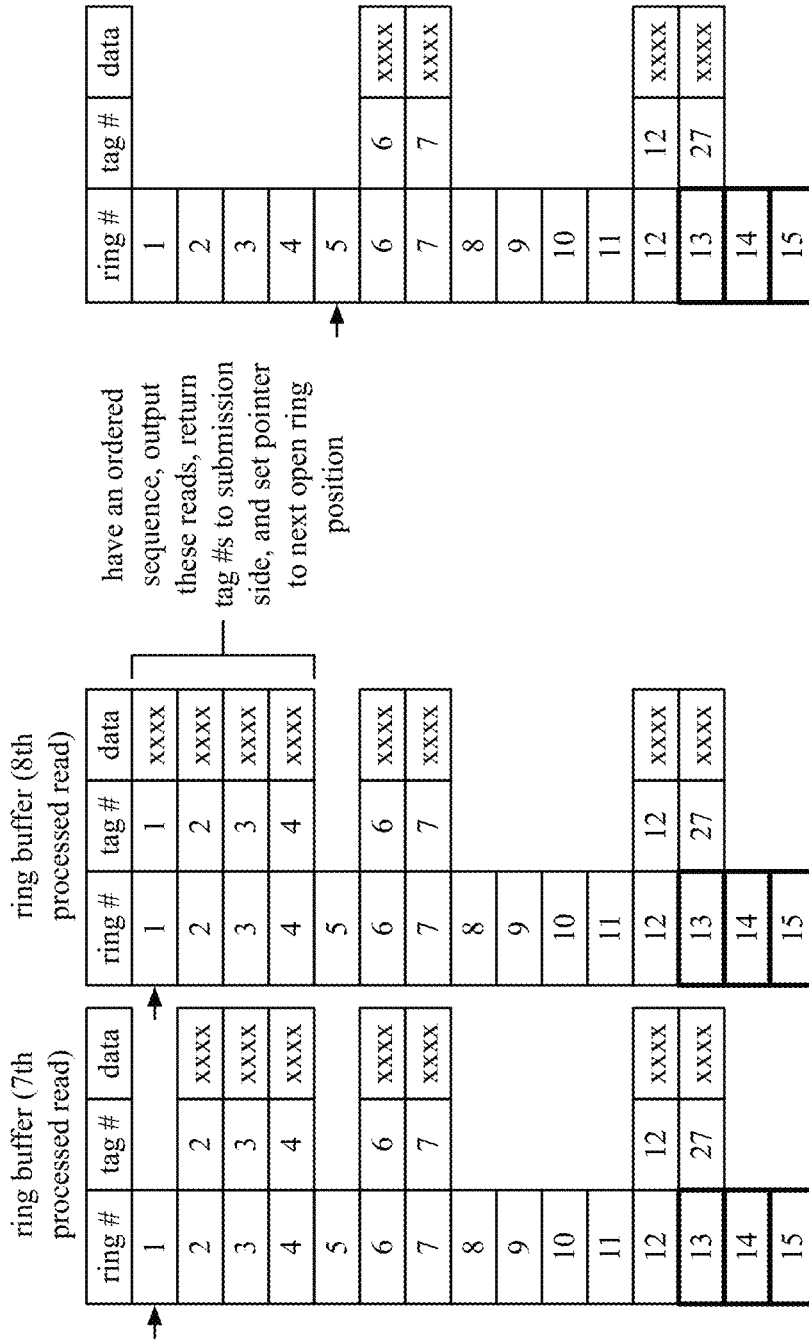 ring buffer (7th
processed read)
ring # tag # data
1
2 2 xxxx
3 3 xxxx
4 4 xxxx
5
6 6 xxxx
7 7 xxxx
8
9
10
11
12 12 xxxx
13 27 xxxx
14
15
ring buffer (8th
processed read)
ring # tag # data
1 1 xxxx
2 2 xxxx
3 3 xxxx
4 4 xxxx
5
6 6 xxxx
7 7 xxxx
8
9
10
11
12 12 xxxx
13 27 xxxx
14
15
have an ordered
sequence, output
these reads, return
tag #s to submission
side, and set pointer
to next open ring
position
ring # tag # data
1
2
3
4
5
6 6 xxxx
7 7 xxxx
8
9
10
11
12 12 xxxx
13 27 xxxx
14
15